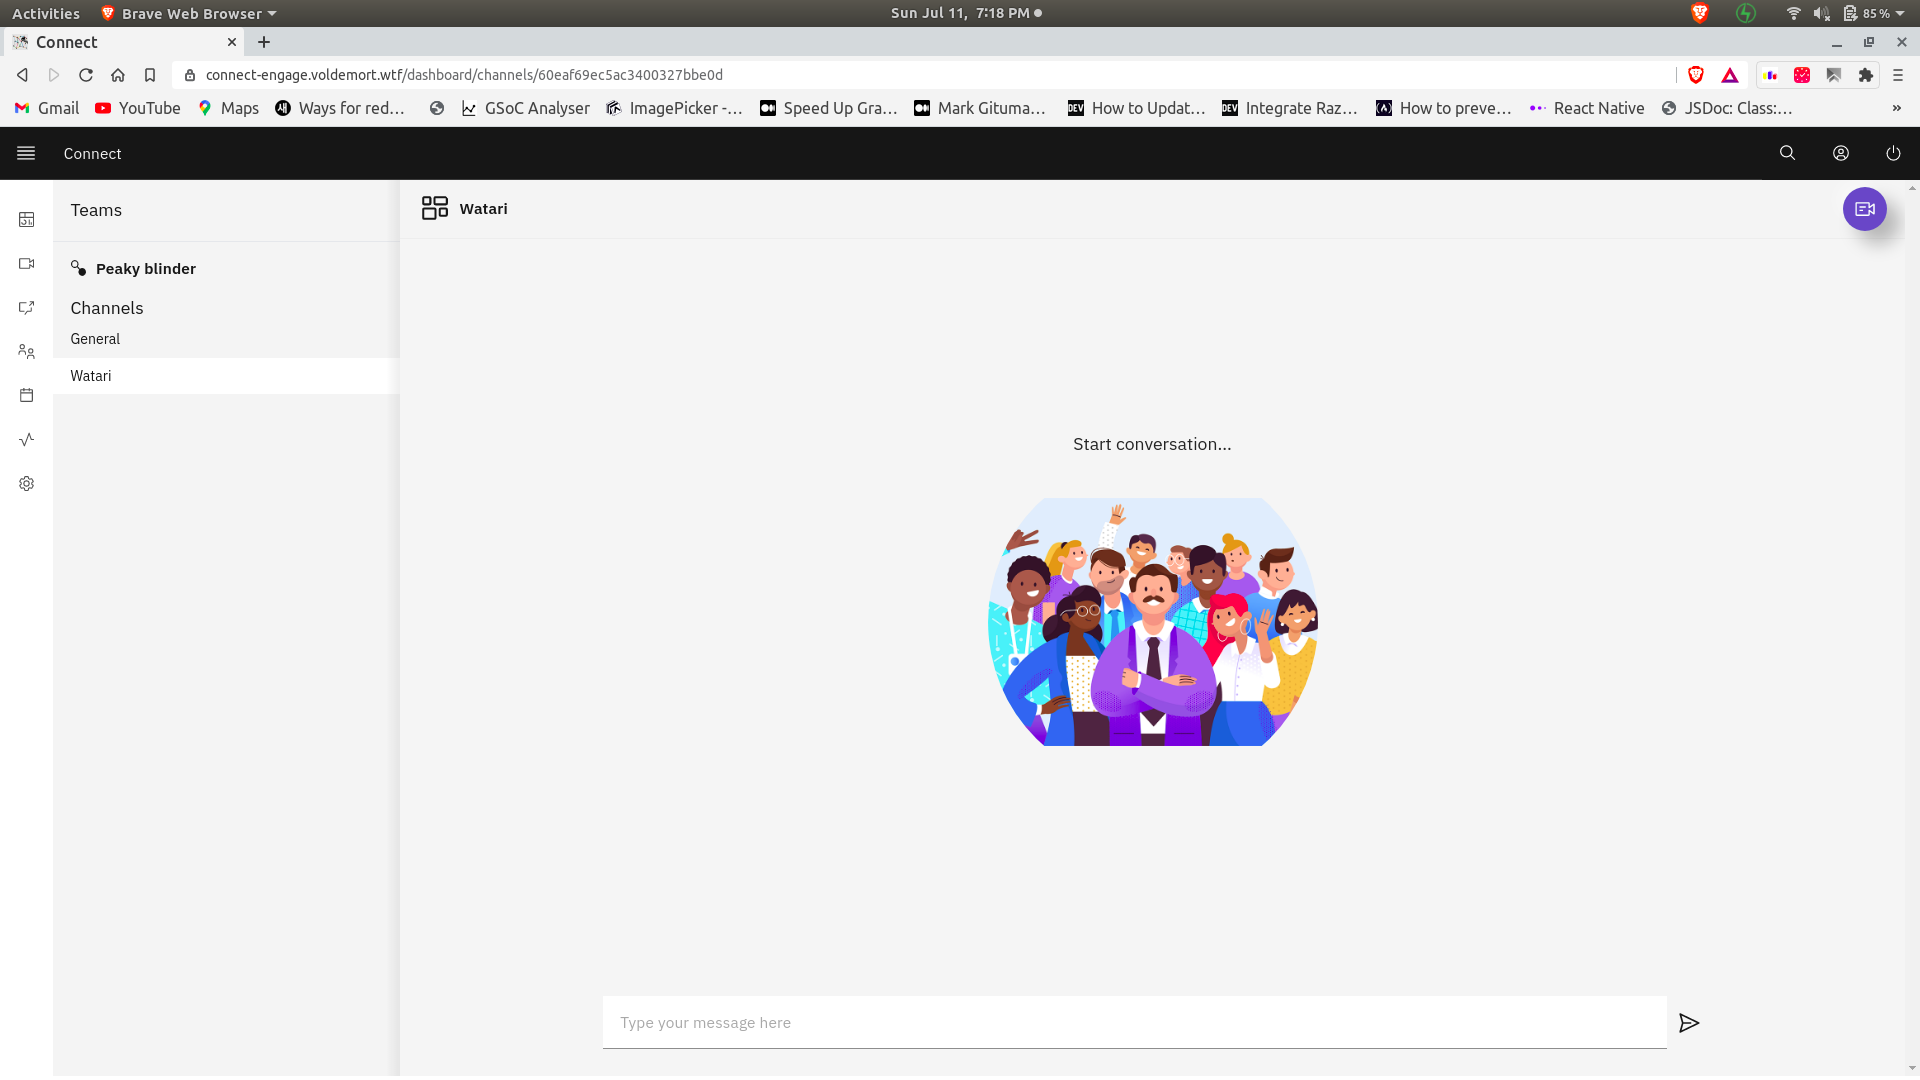 Activities Brave Web Browser Sun Jul 11, 7:18 PM 85 %
Connect
connect-engage.voldemort.wtf/dashboard/channels/60eaf69ec5ac3400327bbe0d
Gmail YouTube Maps Ways for red... GSoC Analyser ImagePicker -... Speed Up Gra... Mark Gituma... DEV How to Updat... DEV Integrate Raz... How to preve... React Native JSDoc: Class:... »
Connect
Teams
Watari
Peaky blinder
Channels
General
Watari
Start conversation...
Type your message here